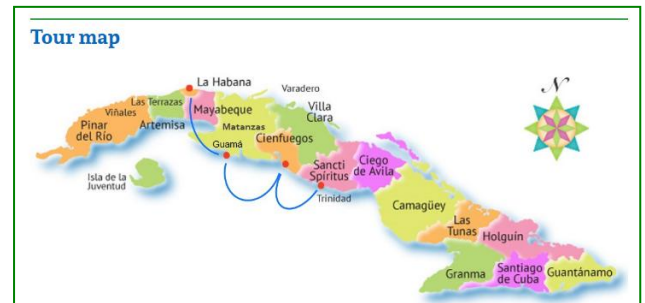 Tour map
N
La Habana
Varadero
Las Terrazas
Villa
Clara
Viñales
Mayabeque
Pinar
del Río
Artemisa
Matanzas
Cienfuegos
Guamá
Isla de la
Juventud
Sancti
Spíritus
Ciego
de Avila
Trinidad
Camagüey
Las
Tunas
Holguín
Granma
Santiago
de Cuba
Guantánamo